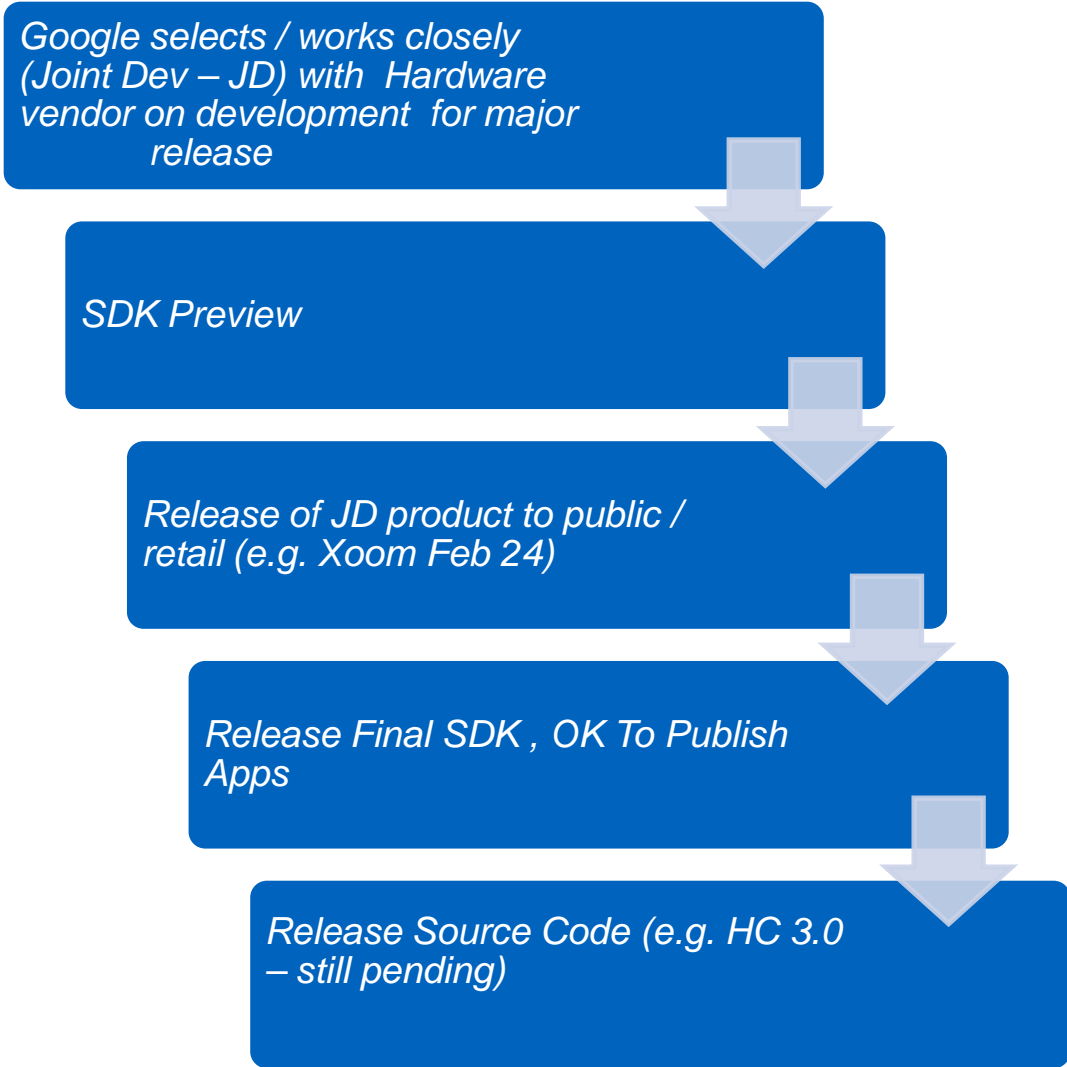 Google selects / works closely
(Joint Dev – JD) with Hardware
vendor on development for major
release
SDK Preview
Release of JD product to public /
retail (e.g. Xoom Feb 24)
Release Final SDK , OK To Publish
Apps
Release Source Code (e.g. HC 3.0
– still pending)